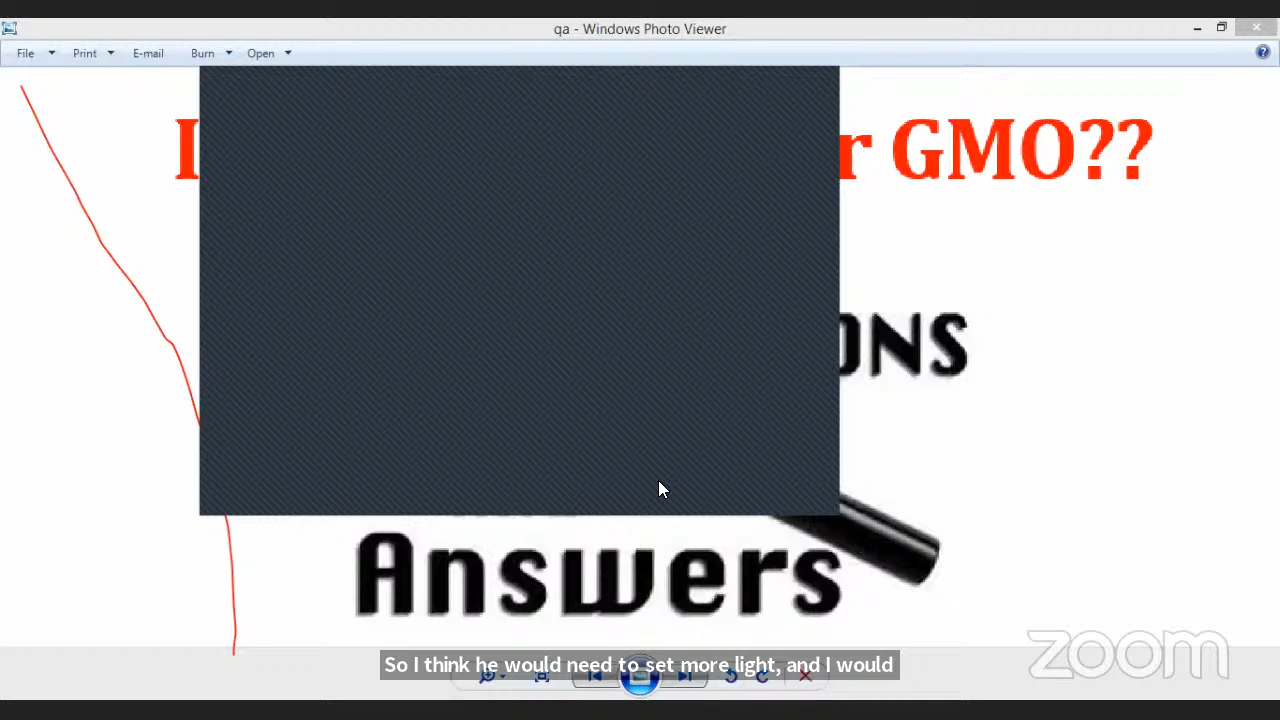 qa - Windows Photo Viewer
File Print E-mail Burn Open
GMO??
Answers
So I think he would need to set more light, and I would
zoom